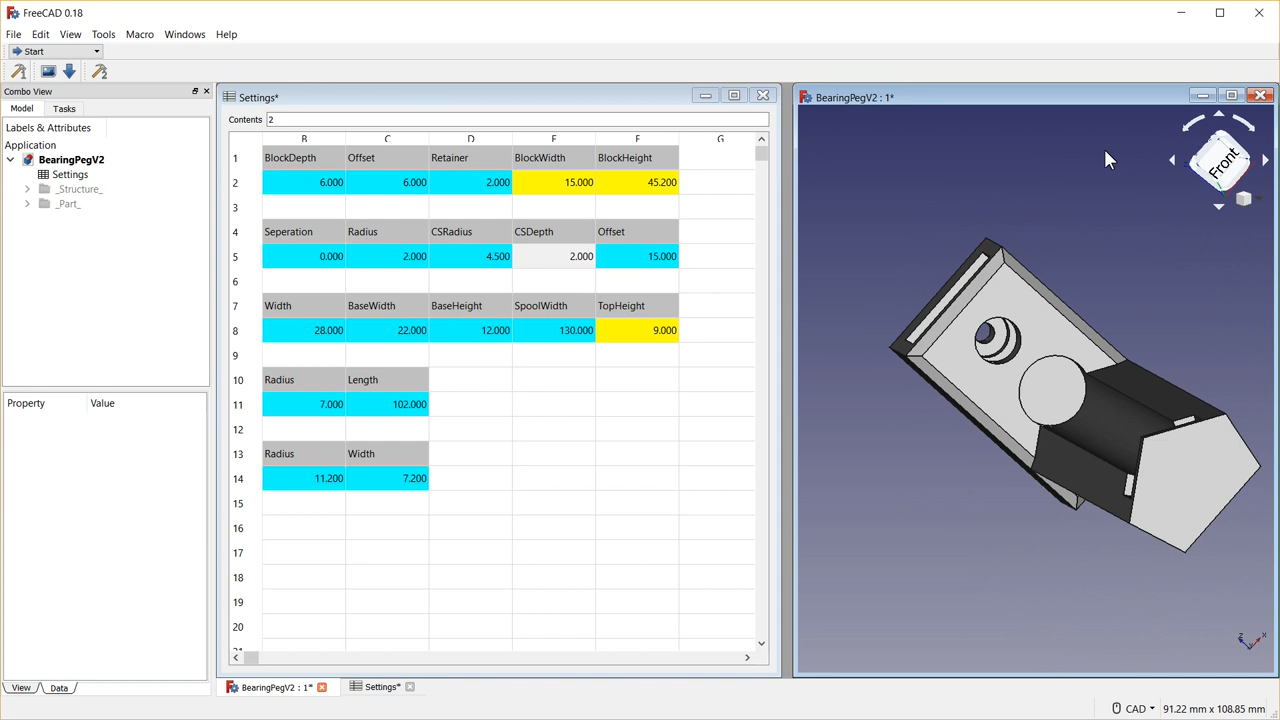 FreeCAD 0.18
File Edit View Tools Macro Windows Help
Start
Combo View
Model Tasks
Labels & Attributes
Application
BearingPegV2
Settings
_Structure_
_Part_
Property Value
View Data
Settings*
Contents 2
B C D E F G
1 BlockDepth Offset Retainer BlockWidth BlockHeight
2 6.000 6.000 2.000 15.000 45.200
3
4 Seperation Radius CSRadius CSDepth Offset
5 0.000 2.000 4.500 2.000 15.000
6
7 Width BaseWidth BaseHeight SpoolWidth TopHeight
8 28.000 22.000 12.000 130.000 9.000
9
10 Radius Length
11 7.000 102.000
12
13 Radius Width
14 11.200 7.200
15
16
17
18
19
20
BearingPegV2 : 1*
Front
Z X
Y
BearingPegV2 : 1* Settings*
CAD 91.22 mm x 108.85 mm